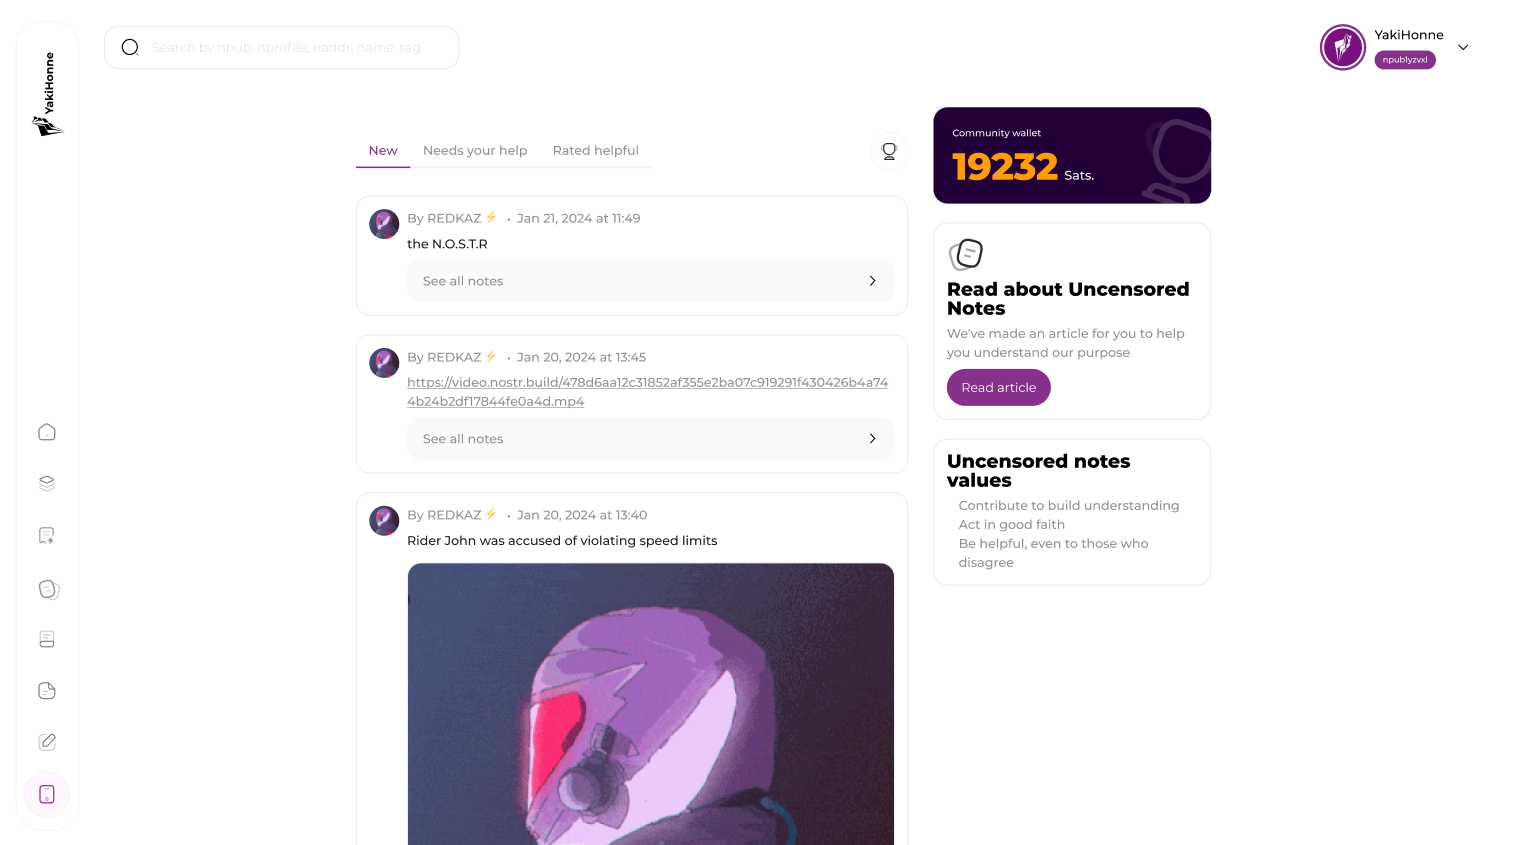 YakiHonne
Search by npub, nprofile, naddr, name, tag
YakiHonne
npub1yzvxl
New
Needs your help
Rated helpful
By REDKAZ⚡ • Jan 21, 2024 at 11:49
the N.O.S.T.R
See all notes
By REDKAZ⚡ • Jan 20, 2024 at 13:45
https://video.nostr.build/478d6aa12c31852af355e2ba07c919291f430426b4a74
4b24b2df17844fe0a4d.mp4
See all notes
By REDKAZ⚡ • Jan 20, 2024 at 13:40
Rider John was accused of violating speed limits
Community wallet
19232 Sats.
Read about Uncensored
Notes
We've made an article for you to help
you understand our purpose
Read article
Uncensored notes
values
Contribute to build understanding
Act in good faith
Be helpful, even to those who
disagree